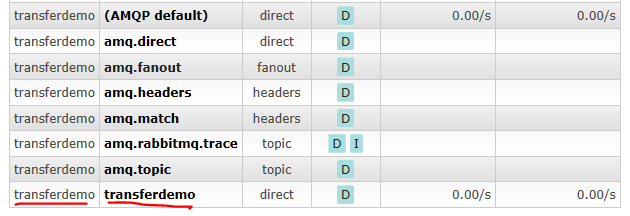 transferdemo (AMQP default) direct D 0.00/s 0.00/s
transferdemo amq.direct direct D
transferdemo amq.fanout fanout D
transferdemo amq.headers headers D
transferdemo amq.match headers D
transferdemo amq.rabbitmq.trace topic D I
transferdemo amq.topic topic D
transferdemo transferdemo direct D 0.00/s 0.00/s